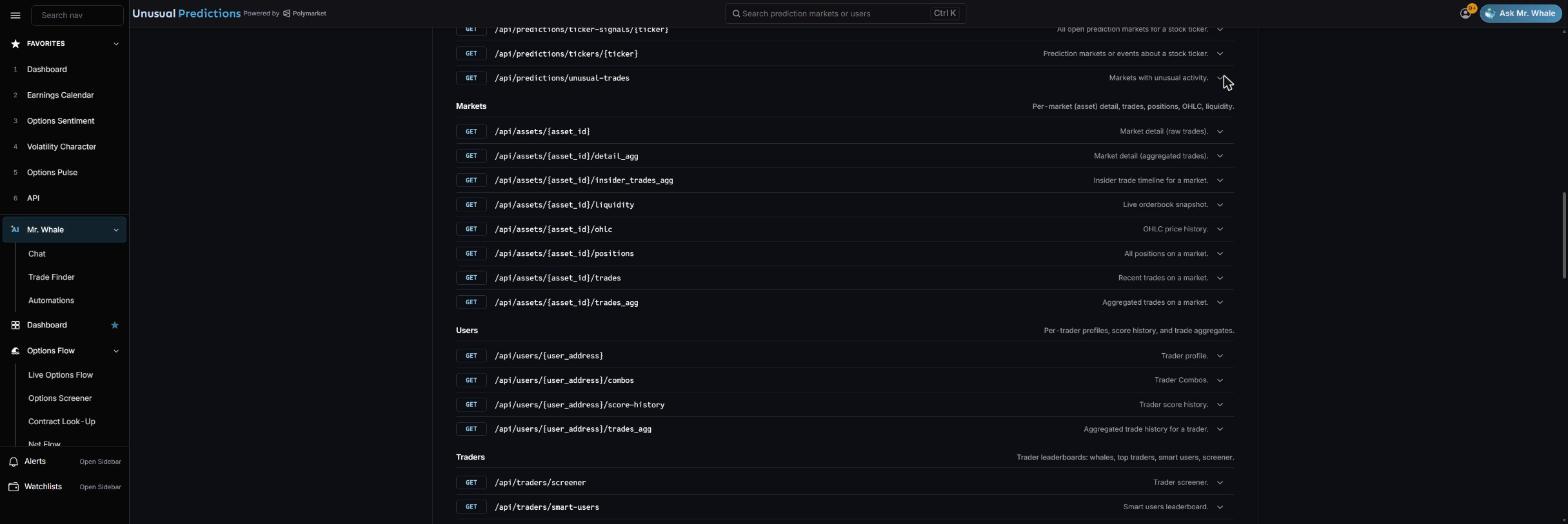 Search nav
Unusual Predictions Powered by Polymarket
Search prediction markets or users Ctrl K
9+
Ask Mr. Whale
FAVORITES
1 Dashboard
2 Earnings Calendar
3 Options Sentiment
4 Volatility Character
5 Options Pulse
6 API
AI Mr. Whale
Chat
Trade Finder
Automations
Dashboard
Options Flow
Live Options Flow
Options Screener
Contract Look-Up
Net Flow
Alerts Open Sidebar
Watchlists Open Sidebar
GET /api/predictions/ticker-signals/{ticker} All open prediction markets for a stock ticker.
GET /api/predictions/tickers/{ticker} Prediction markets or events about a stock ticker.
GET /api/predictions/unusual-trades Markets with unusual activity.
Markets Per-market (asset) detail, trades, positions, OHLC, liquidity.
GET /api/assets/{asset_id} Market detail (raw trades).
GET /api/assets/{asset_id}/detail_agg Market detail (aggregated trades).
GET /api/assets/{asset_id}/insider_trades_agg Insider trade timeline for a market.
GET /api/assets/{asset_id}/liquidity Live orderbook snapshot.
GET /api/assets/{asset_id}/ohlc OHLC price history.
GET /api/assets/{asset_id}/positions All positions on a market.
GET /api/assets/{asset_id}/trades Recent trades on a market.
GET /api/assets/{asset_id}/trades_agg Aggregated trades on a market.
Users Per-trader profiles, score history, and trade aggregates.
GET /api/users/{user_address} Trader profile.
GET /api/users/{user_address}/combos Trader Combos.
GET /api/users/{user_address}/score-history Trader score history.
GET /api/users/{user_address}/trades_agg Aggregated trade history for a trader.
Traders Trader leaderboards: whales, top traders, smart users, screener.
GET /api/traders/screener Trader screener.
GET /api/traders/smart-users Smart users leaderboard.